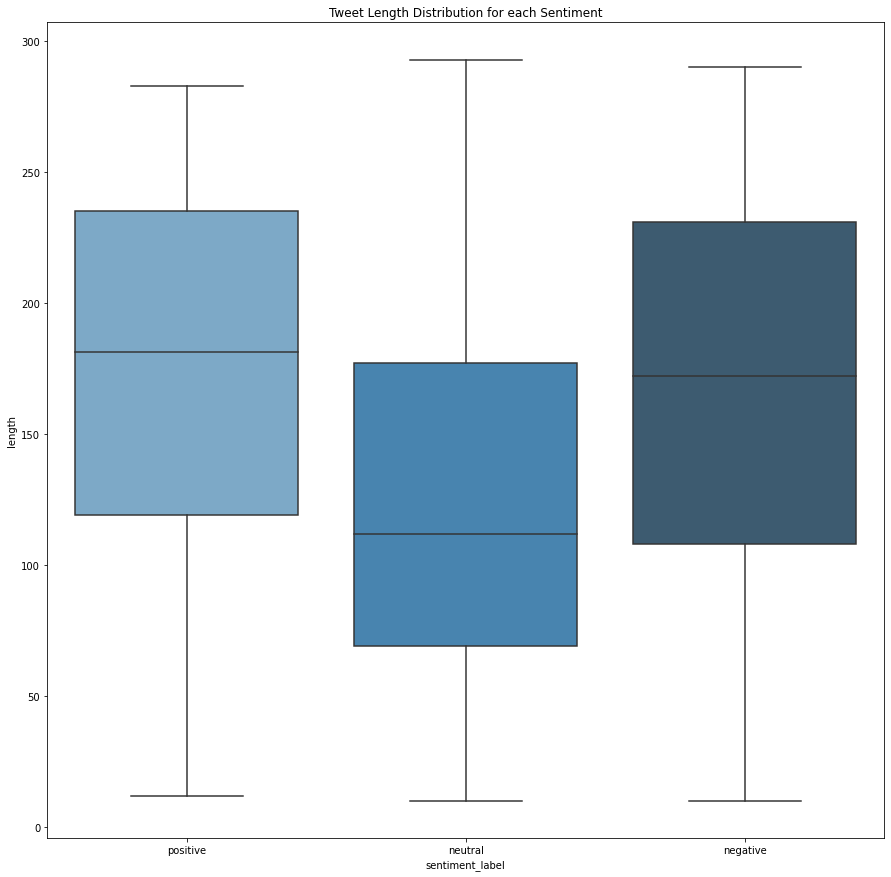 Tweet Length Distribution for each Sentiment
300
250
200
150
100
50
0
length
positive
neutral
negative
sentiment_label